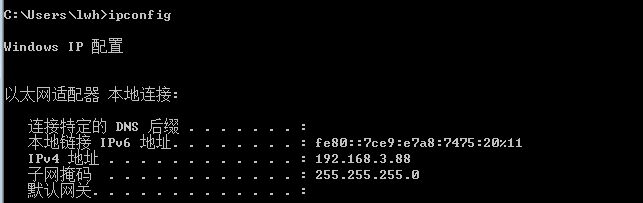 C:\Users\lwh>ipconfig
Windows IP 配置
以太网适配器 本地连接:
连接特定的 DNS 后缀 . . . . . . . :
本地链接 IPv6 地址. . . . . . . . : fe80::7ce9:e7a8:7475:20%11
IPv4 地址 . . . . . . . . . . . . : 192.168.3.88
子网掩码 . . . . . . . . . . . . : 255.255.255.0
默认网关. . . . . . . . . . . . . :